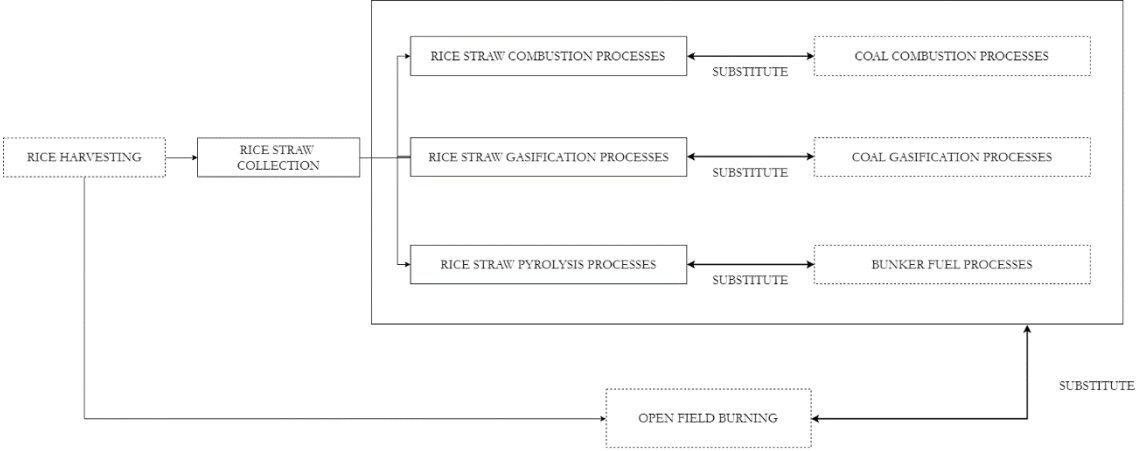 RICE STRAW COMBUSTION PROCESSES
SUBSTITUTE
COAL COMBUSTION PROCESSES
RICE HARVESTING
RICE STRAW
COLLECTION
RICE STRAW GASIFICATION PROCESSES
SUBSTITUTE
COAL GASIFICATION PROCESSES
RICE STRAW PYROLYSIS PROCESSES
SUBSTITUTE
BUNKER FUEL PROCESSES
SUBSTITUTE
OPEN FIELD BURNING